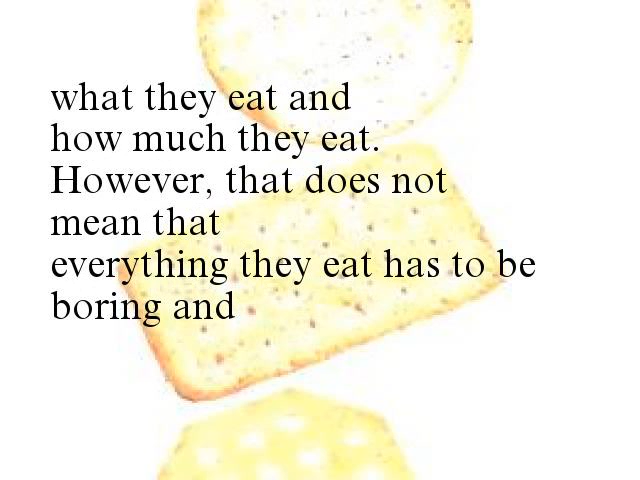 what they eat and
how much they eat.
However, that does not
mean that
everything they eat has to be
boring and